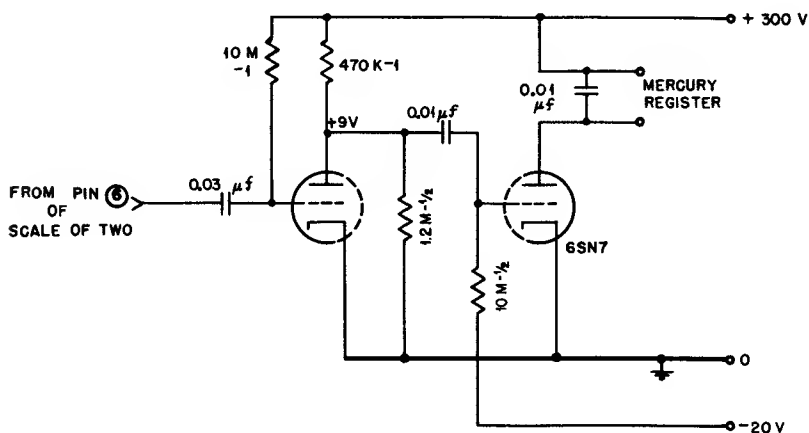 + 300 V
10 M
-1
470 K-1
0.01
μf
MERCURY
REGISTER
+9V
0.01 μf
FROM PIN ⑥
OF
SCALE OF TWO
0.03 μf
1.2 M-½
6SN7
10 M-½
0
-20 V